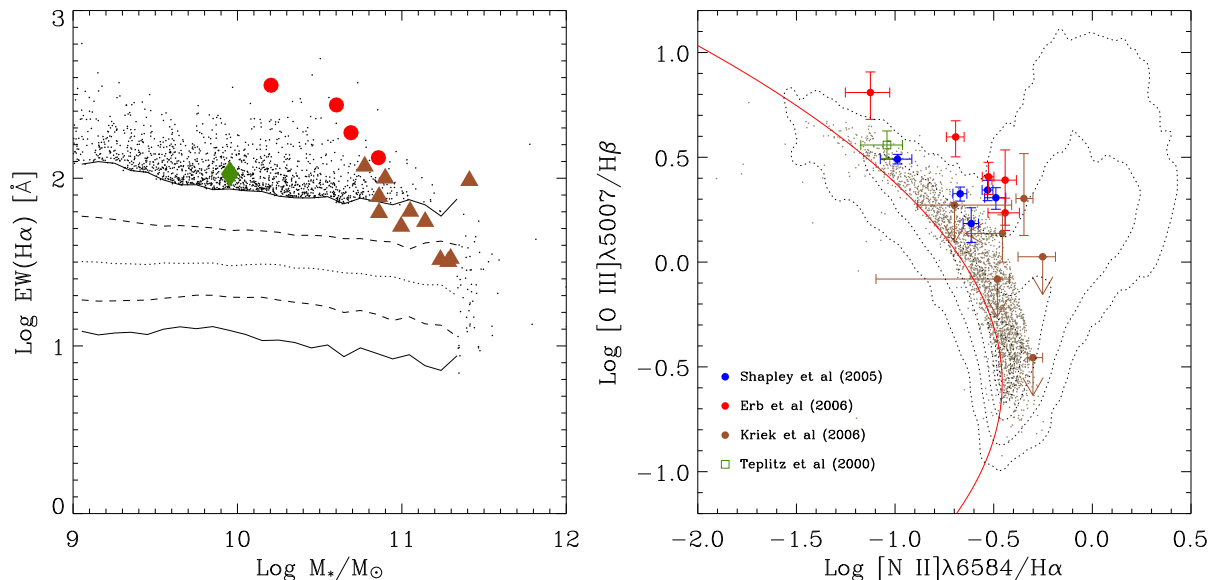 Log EW(Hα) [Å]
3
2
1
0
9
10
11
12
Log M*/M☉
Log [O III]λ5007/Hβ
1.0
0.5
0.0
−0.5
−1.0
Shapley et al (2005)
Erb et al (2006)
Kriek et al (2006)
Teplitz et al (2000)
−2.0
−1.5
−1.0
−0.5
0.0
0.5
Log [N II]λ6584/Hα